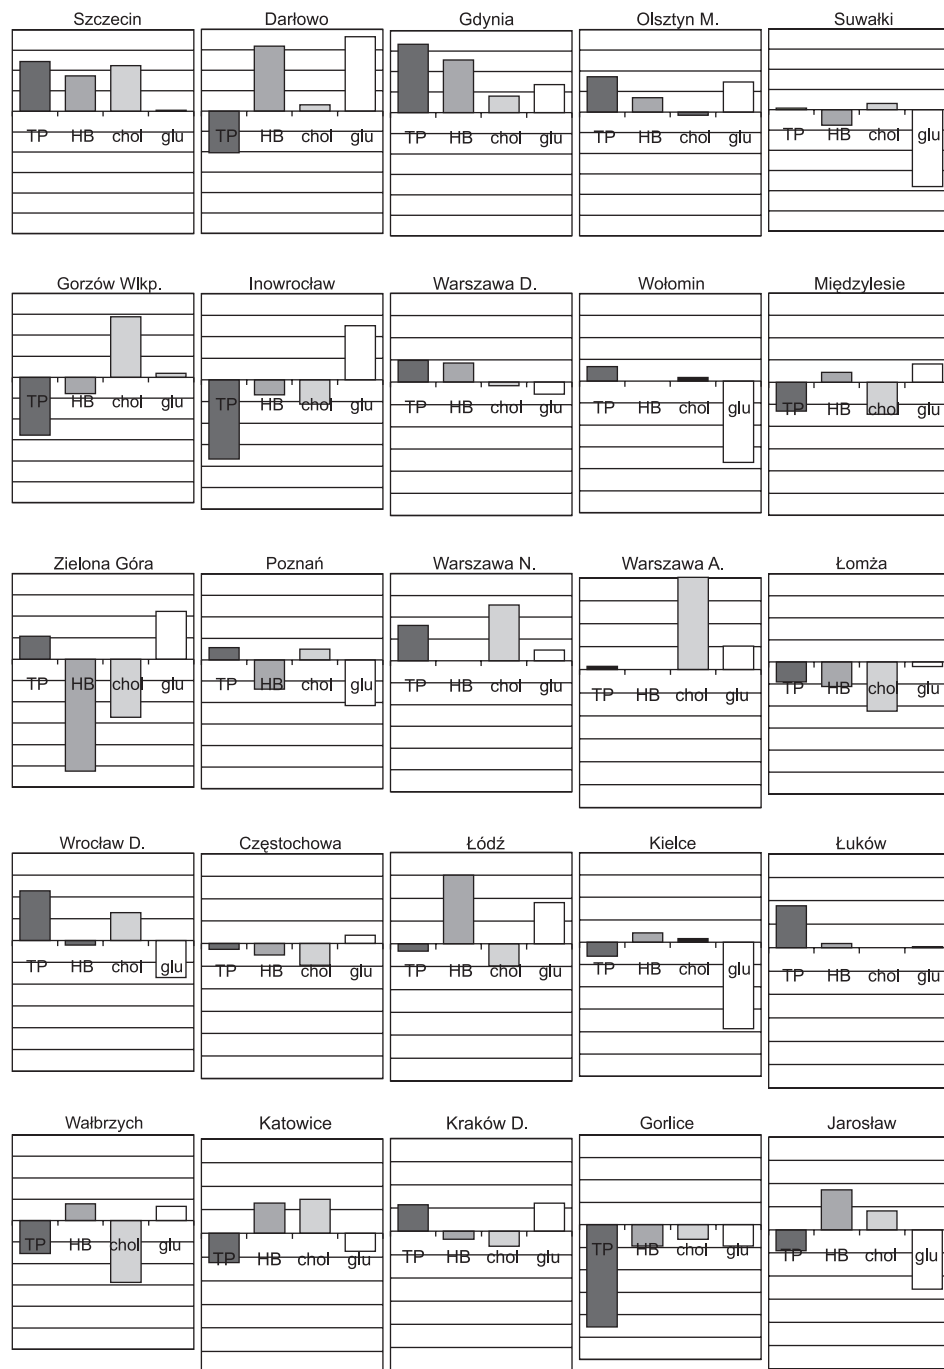 Szczecin Darłowo Gdynia Olsztyn M. Suwałki
TP HB chol glu TP HB chol glu TP HB chol glu TP HB chol glu TP HB chol glu
Gorzów Wlkp. Inowrocław Warszawa D. Wołomin Międzylesie
TP HB chol glu TP HB chol glu TP HB chol glu TP HB chol glu TP HB chol glu
Zielona Góra Poznań Warszawa N. Warszawa A. Łomża
TP HB chol glu TP HB chol glu TP HB chol glu TP HB chol glu TP HB chol glu
Wrocław D. Częstochowa Łódź Kielce Łuków
TP HB chol glu TP HB chol glu TP HB chol glu TP HB chol glu TP HB chol glu
Wałbrzych Katowice Kraków D. Gorlice Jarosław
TP HB chol glu TP HB chol glu TP HB chol glu TP HB chol glu TP HB chol glu